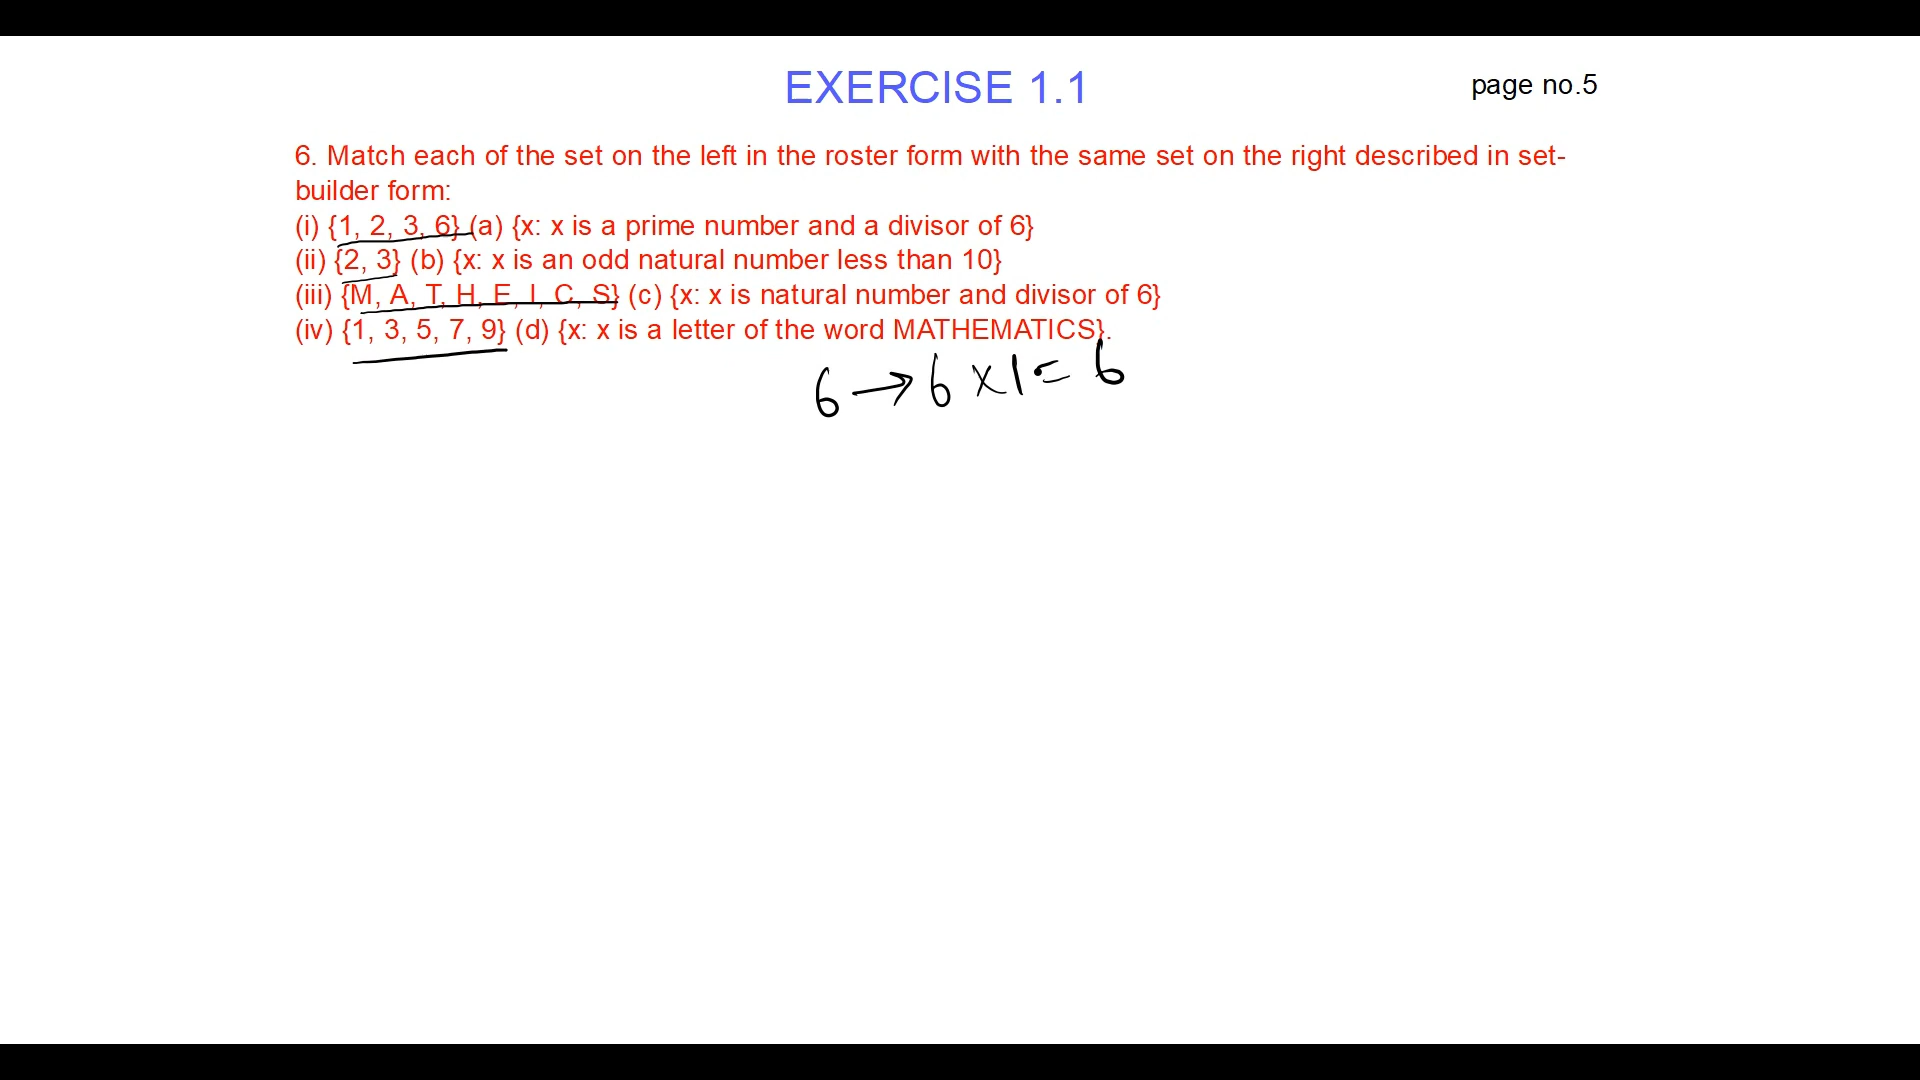 EXERCISE 1.1
page no.5
6. Match each of the set on the left in the roster form with the same set on the right described in set-
builder form:
(i) {1, 2, 3, 6} (a) {x: x is a prime number and a divisor of 6}
(ii) {2, 3} (b) {x: x is an odd natural number less than 10}
(iii) {M, A, T, H, E, I, C, S} (c) {x: x is natural number and divisor of 6}
(iv) {1, 3, 5, 7, 9} (d) {x: x is a letter of the word MATHEMATICS}.
6 → 6 × 1 = 6